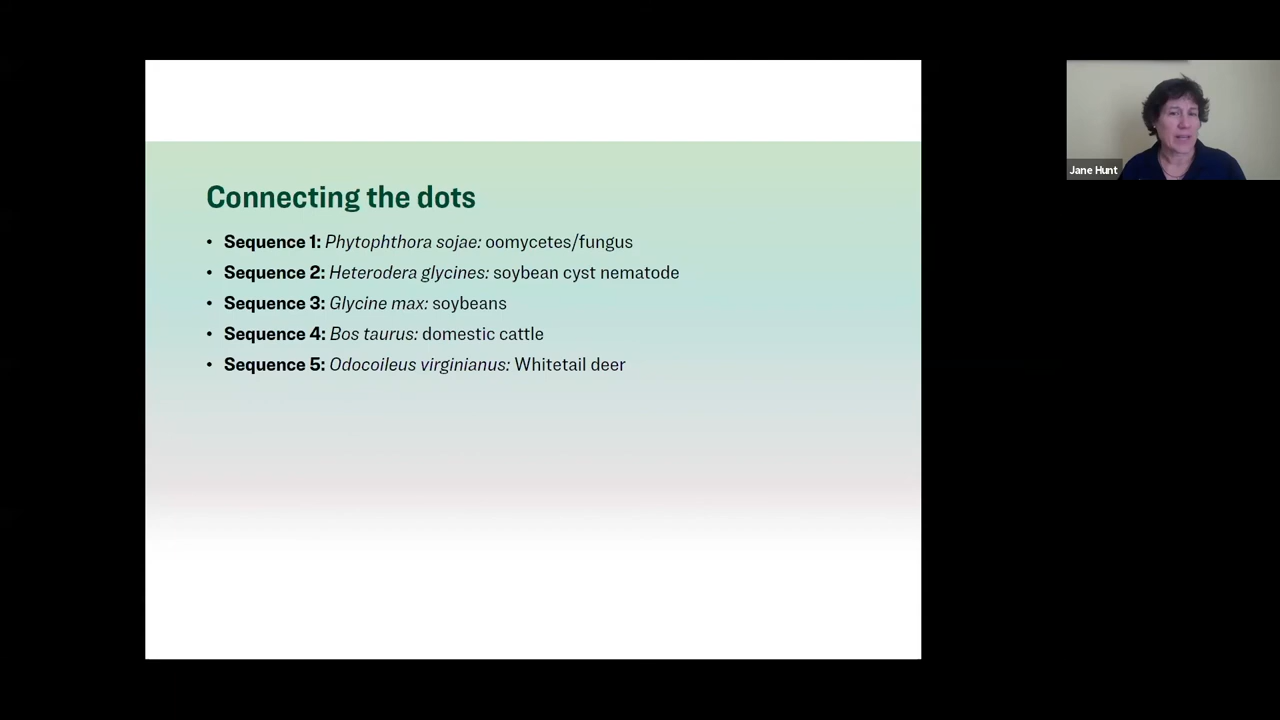 Connecting the dots
• Sequence 1: Phytophthora sojae: oomycetes/fungus
• Sequence 2: Heterodera glycines: soybean cyst nematode
• Sequence 3: Glycine max: soybeans
• Sequence 4: Bos taurus: domestic cattle
• Sequence 5: Odocoileus virginianus: Whitetail deer
Jane Hunt